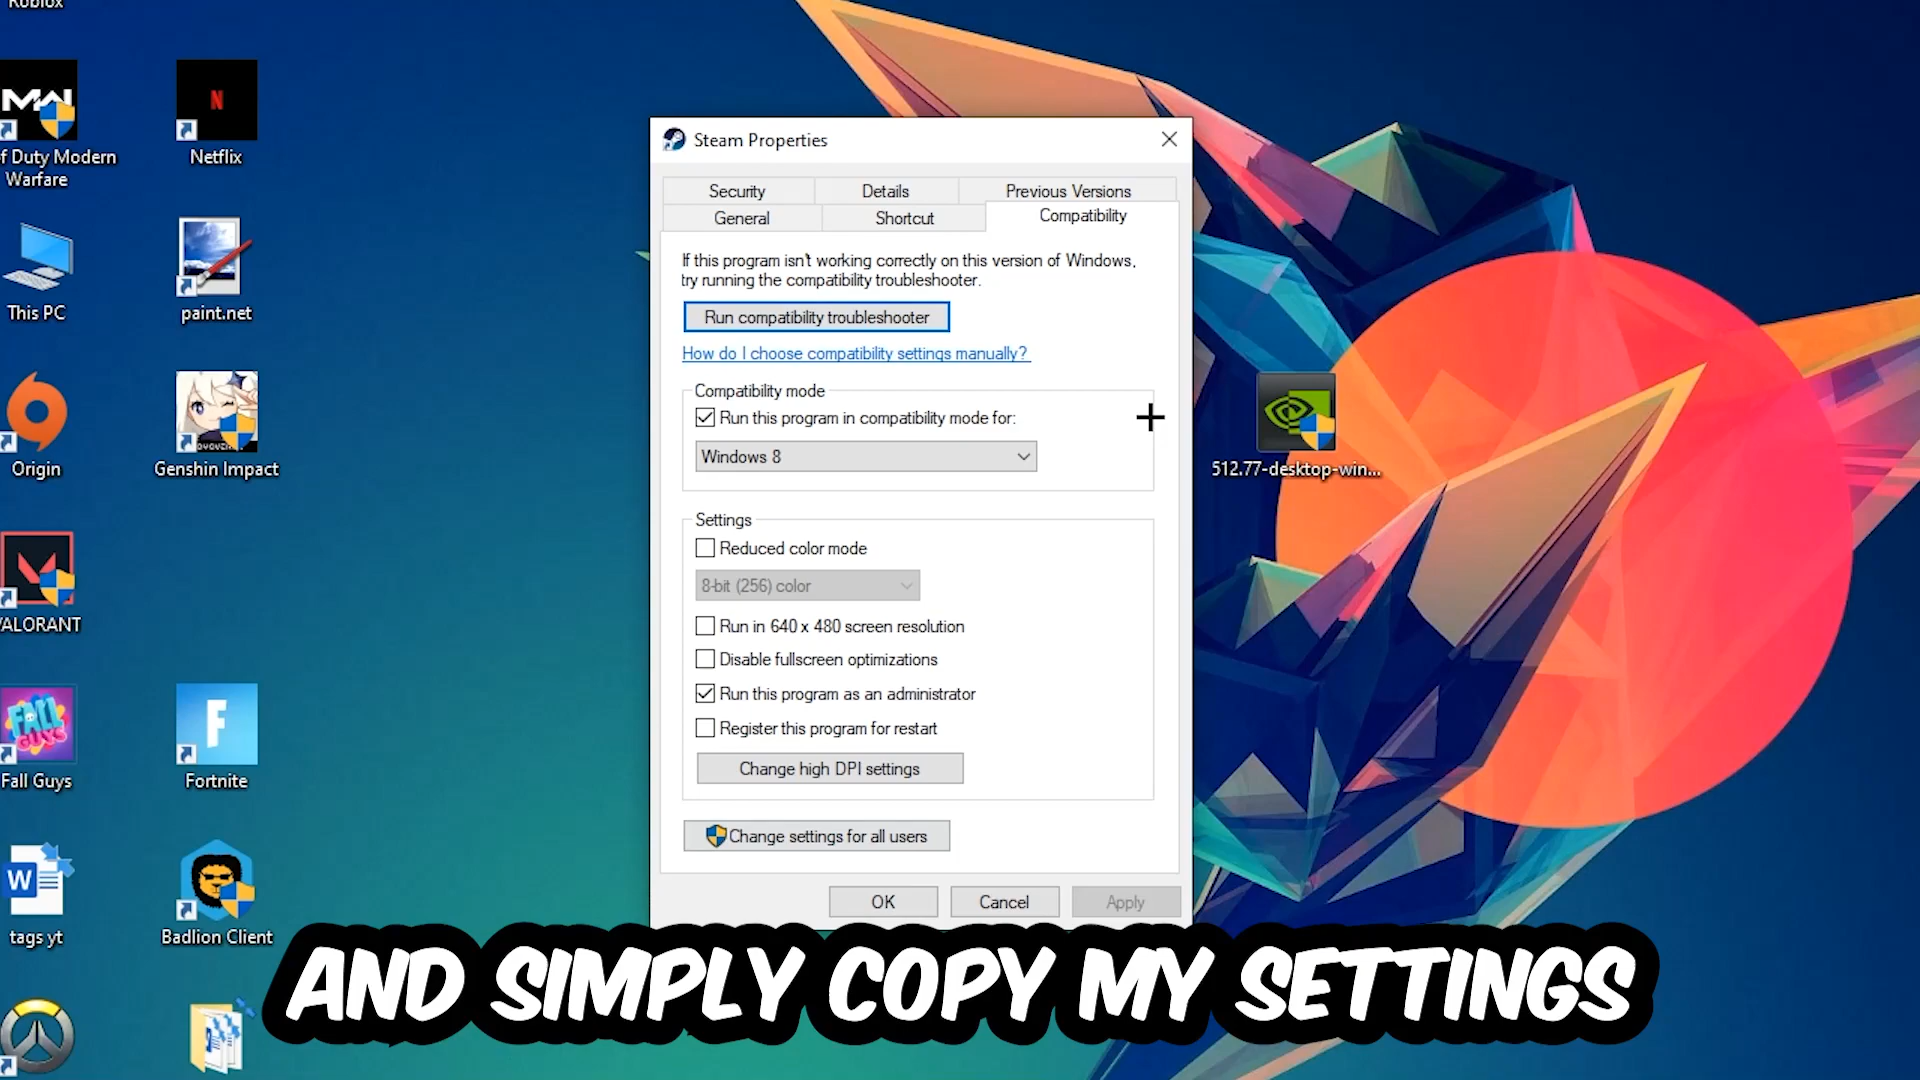 Roblox
f Duty Modern
Warfare
Netflix
This PC
paint.net
Origin
Genshin Impact
VALORANT
FALL
GUYS
Fall Guys
Fortnite
tags yt
Badlion Client
Steam Properties
Security
Details
Previous Versions
General
Shortcut
Compatibility
If this program isn't working correctly on this version of Windows,
try running the compatibility troubleshooter.
Run compatibility troubleshooter
How do I choose compatibility settings manually?
Compatibility mode
Run this program in compatibility mode for:
Windows 8
Settings
Reduced color mode
8-bit (256) color
Run in 640 x 480 screen resolution
Disable fullscreen optimizations
Run this program as an administrator
Register this program for restart
Change high DPI settings
Change settings for all users
OK
Cancel
Apply
512.77-desktop-win...
AND SIMPLY COPY MY SETTINGS